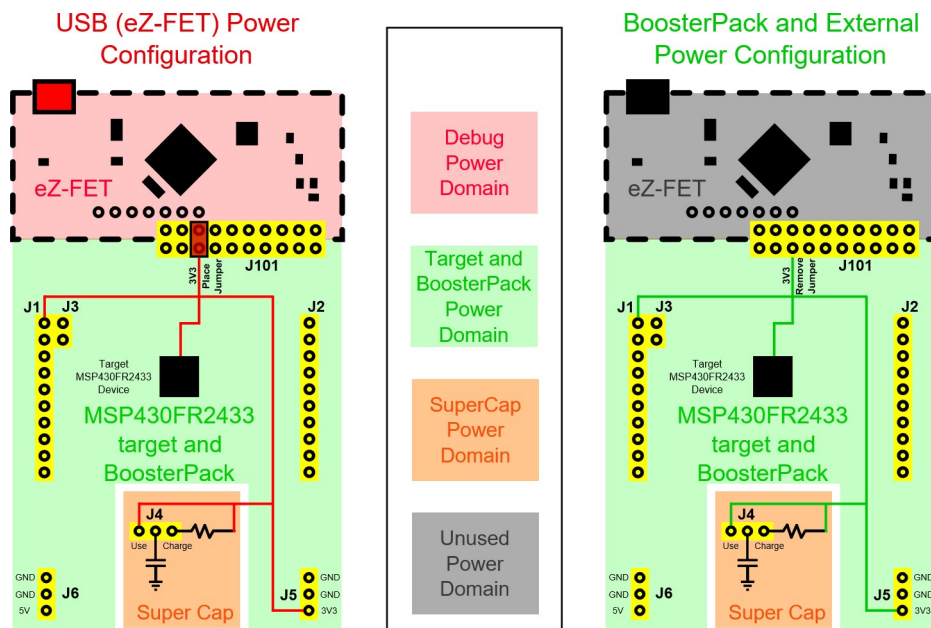 USB (eZ-FET) Power
Configuration
eZ-FET
J101
3V3
Place
Jumper
J1
J3
J2
Target
MSP430FR2433
Device
MSP430FR2433
target and
BoosterPack
J4
Use
Charge
Super Cap
GND
GND
5V
J6
J5
GND
GND
3V3
Debug
Power
Domain
Target and
BoosterPack
Power
Domain
SuperCap
Power
Domain
Unused
Power
Domain
BoosterPack and External
Power Configuration
eZ-FET
J101
3V3
Remove
Jumper
J1
J3
J2
Target
MSP430FR2433
Device
MSP430FR2433
target and
BoosterPack
J4
Use
Charge
Super Cap
GND
GND
5V
J6
J5
GND
GND
3V3